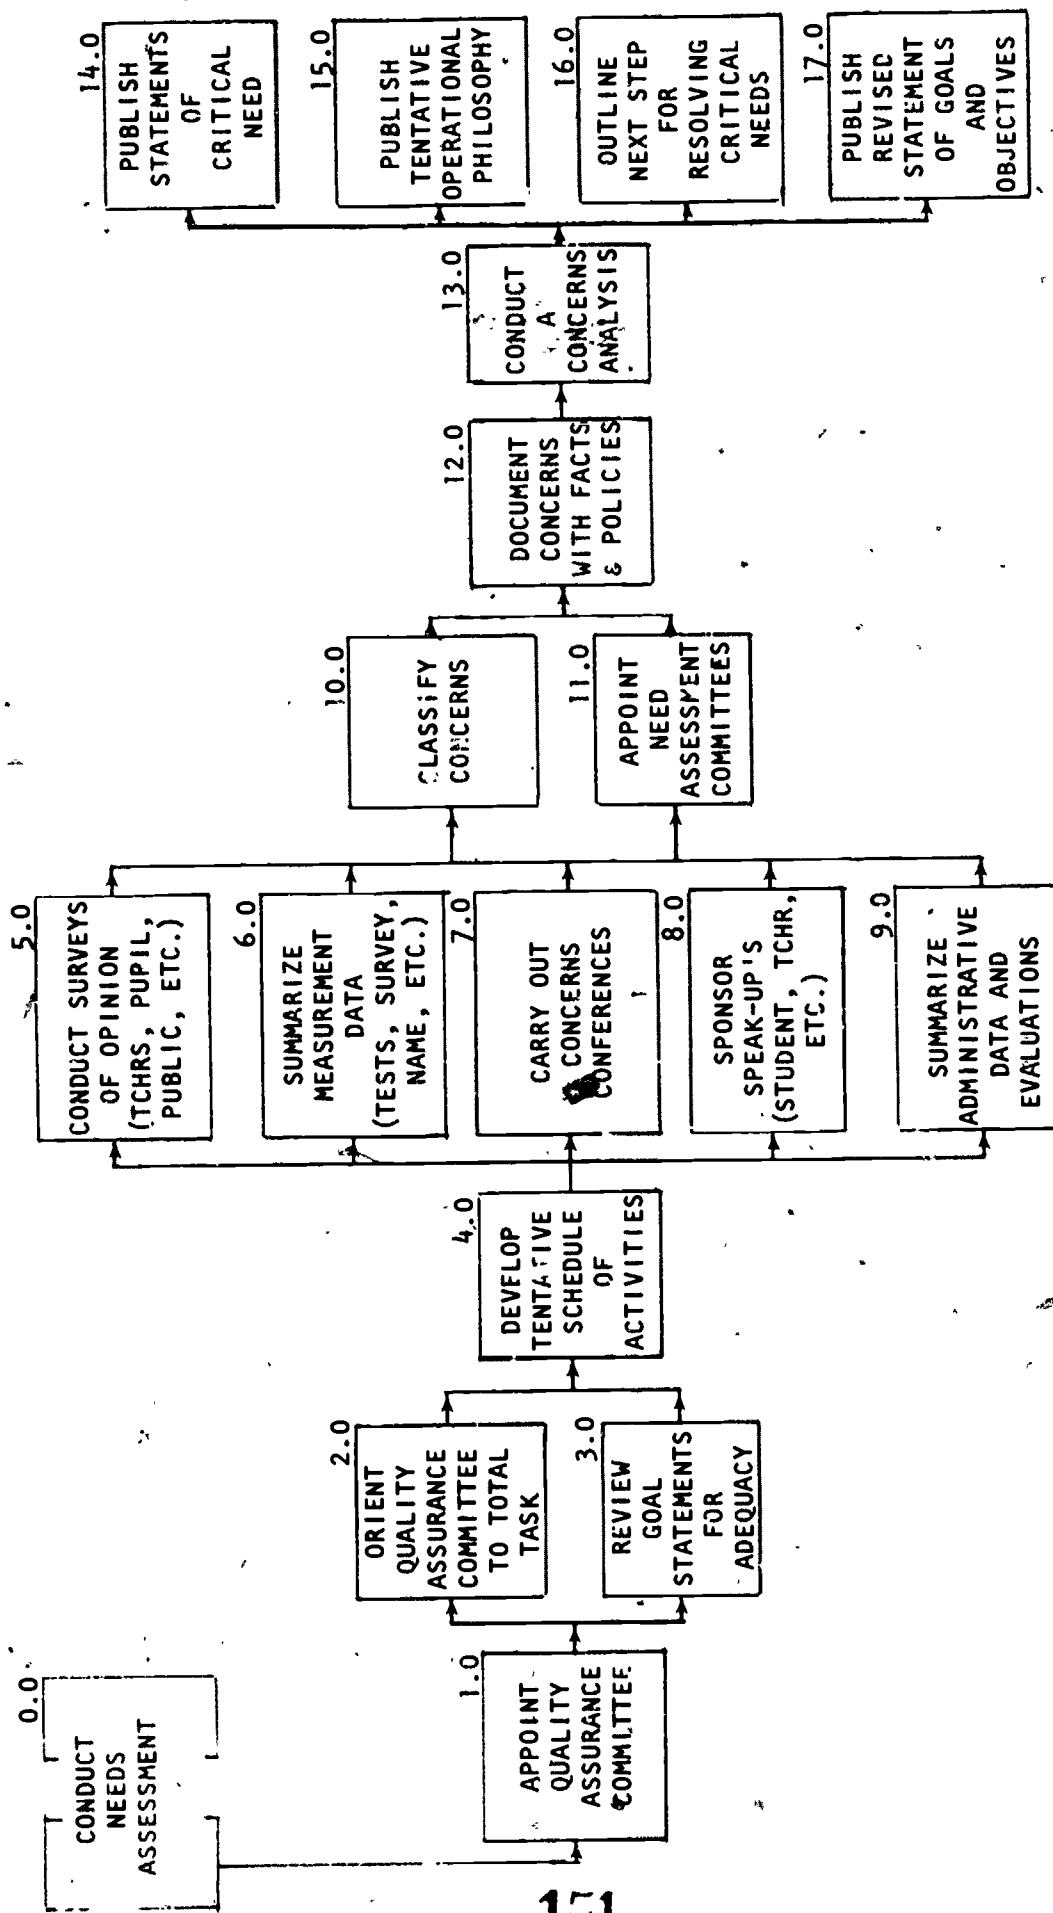 0.0
CONDUCT
NEEDS
ASSESSMENT
1.0
APPOINT
QUALITY
ASSURANCE
COMMITTEE
2.0
ORIENT
QUALITY
ASSURANCE
COMMITTEE
TO TOTAL
TASK
3.0
REVIEW
GOAL
STATEMENTS
FOR
ADEQUACY
4.0
DEVELOP
TENTATIVE
SCHEDULE
OF
ACTIVITIES
5.0
CONDUCT SURVEYS
OF OPINION
(TCHRS, PUPIL,
PUBLIC, ETC.)
6.0
SUMMARIZE
MEASUREMENT
DATA
(TESTS, SURVEY,
NAME, ETC.)
7.0
CARRY OUT
CONCERNS
CONFERENCES
8.0
SPONSOR
SPEAK-UP'S
(STUDENT, TCHR,
ETC.)
9.0
SUMMARIZE
ADMINISTRATIVE
DATA AND
EVALUATIONS
10.0
CLASSIFY
CONCERNS
11.0
APPOINT
NEED
ASSESSMENT
COMMITTEES
12.0
DOCUMENT
CONCERNS
WITH FACTS
& POLICIES
13.0
CONDUCT
A
CONCERNS
ANALYSIS
14.0
PUBLISH
STATEMENTS
OF
CRITICAL
NEED
15.0
PUBLISH
TENTATIVE
OPERATIONAL
PHILOSOPHY
16.0
OUTLINE
NEXT STEP
FOR
RESOLVING
CRITICAL
NEEDS
17.0
PUBLISH
REVISED
STATEMENT
OF GOALS
AND
OBJECTIVES